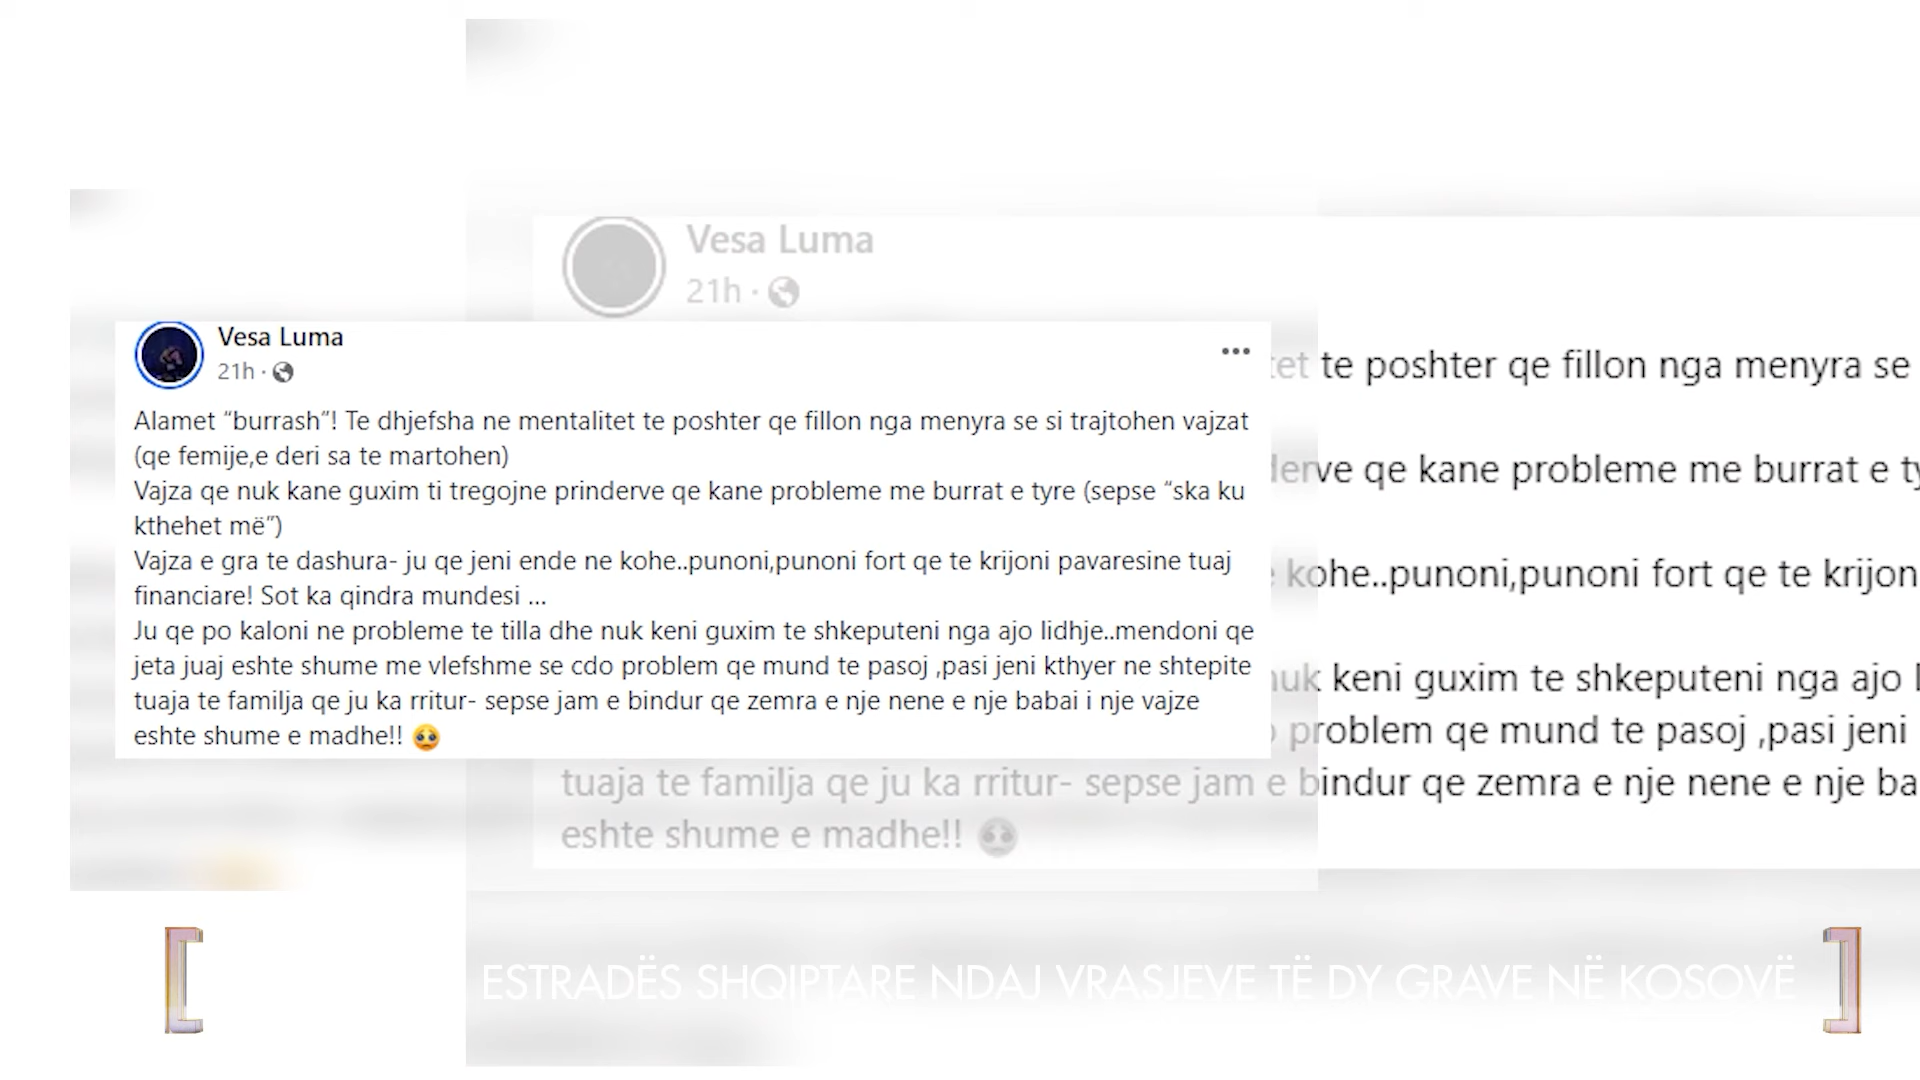 Vesa Luma
21h ·
Alamet “burrash”! Te dhjefsha ne mentalitet te poshter qe fillon nga menyra se si trajtohen vajzat
(qe femije,e deri sa te martohen)
Vajza qe nuk kane guxim ti tregojne prinderve qe kane probleme me burrat e tyre (sepse “ska ku
kthehet më”)
Vajza e gra te dashura- ju qe jeni ende ne kohe..punoni,punoni fort qe te krijoni pavaresine tuaj
financiare! Sot ka qindra mundesi ...
Ju qe po kaloni ne probleme te tilla dhe nuk keni guxim te shkeputeni nga ajo lidhje..mendoni qe
jeta juaj eshte shume me vlefshme se cdo problem qe mund te pasoj ,pasi jeni kthyer ne shtepite
tuaja te familja qe ju ka rritur- sepse jam e bindur qe zemra e nje nene e nje babai i nje vajze
eshte shume e madhe!! 🥺
Vesa Luma
21h ·
te poshter qe fillon nga menyra se
qe kane probleme me burrat e
kohe..punoni,punoni fort qe te
nuk keni guxim te shkeputeni nga ajo
problem qe mund te pasoj ,pasi jeni
tuaja te familja qe ju ka rritur- sepse jam e bindur qe zemra e nje nene e nje
eshte shume e madhe!! 🥺
ESTRADËS SHQIPTARE NDAJ VRASJEVE TË DY GRAVE NË KOSOVË